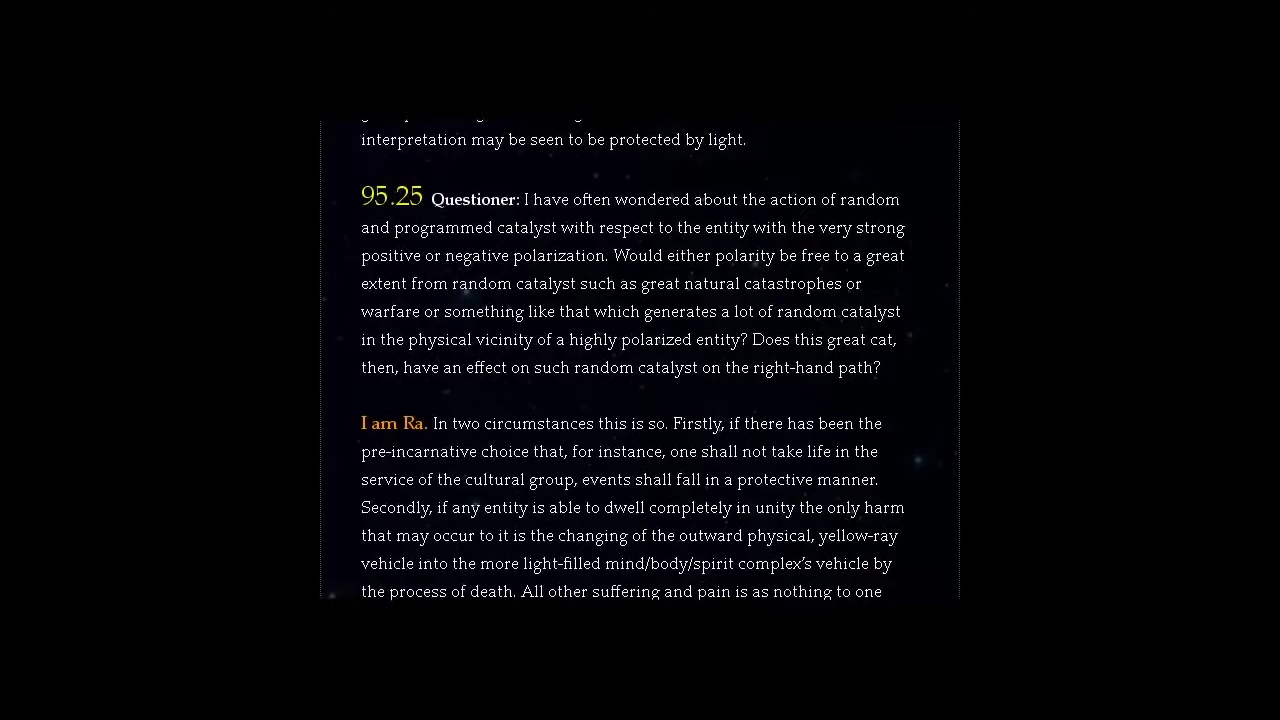 interpretation may be seen to be protected by light.
95.25 Questioner: I have often wondered about the action of random
and programmed catalyst with respect to the entity with the very strong
positive or negative polarization. Would either polarity be free to a great
extent from random catalyst such as great natural catastrophes or
warfare or something like that which generates a lot of random catalyst
in the physical vicinity of a highly polarized entity? Does this great cat,
then, have an effect on such random catalyst on the right-hand path?
I am Ra. In two circumstances this is so. Firstly, if there has been the
pre-incarnative choice that, for instance, one shall not take life in the
service of the cultural group, events shall fall in a protective manner.
Secondly, if any entity is able to dwell completely in unity the only harm
that may occur to it is the changing of the outward physical, yellow-ray
vehicle into the more light-filled mind/body/spirit complex's vehicle by
the process of death. All other suffering and pain is as nothing to one